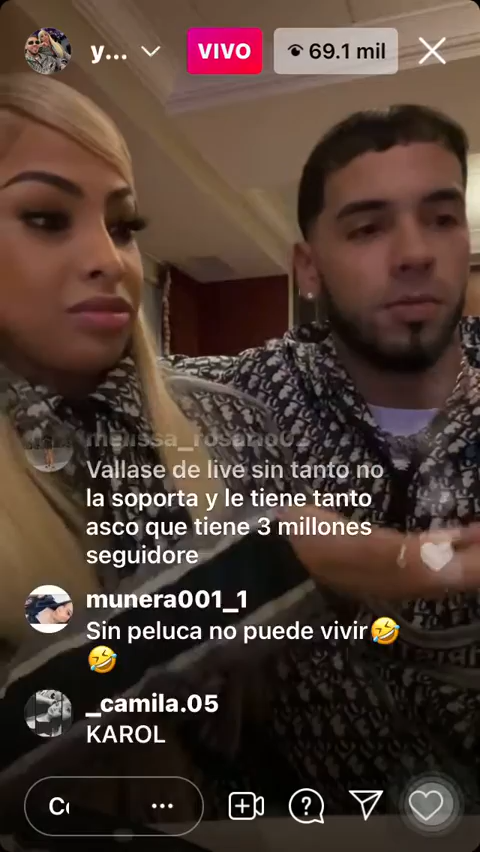 y...
VIVO
69.1 mil
melissa_rosario02
Vallase de live sin tanto no
la soporta y le tiene tanto
asco que tiene 3 millones
seguidore
munera001_1
Sin peluca no puede vivir🤣
🤣
_camila.05
KAROL